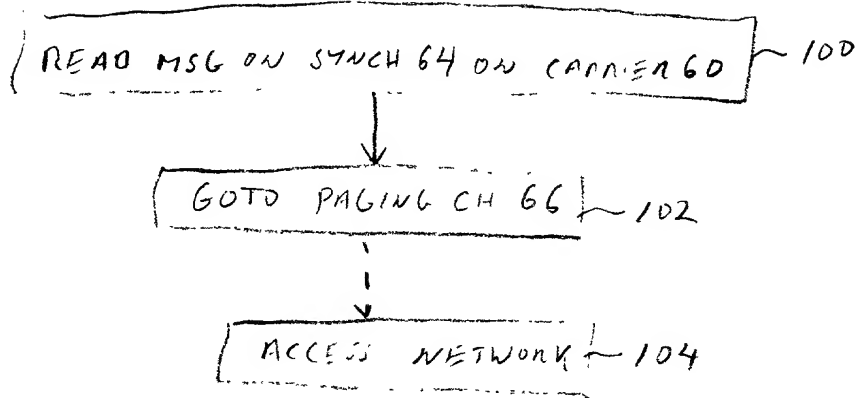 READ MSG ON SYNCH 64 ON CARRIER 60 100
GOTO PAGING CH 66 102
ACCESS NETWORK 104